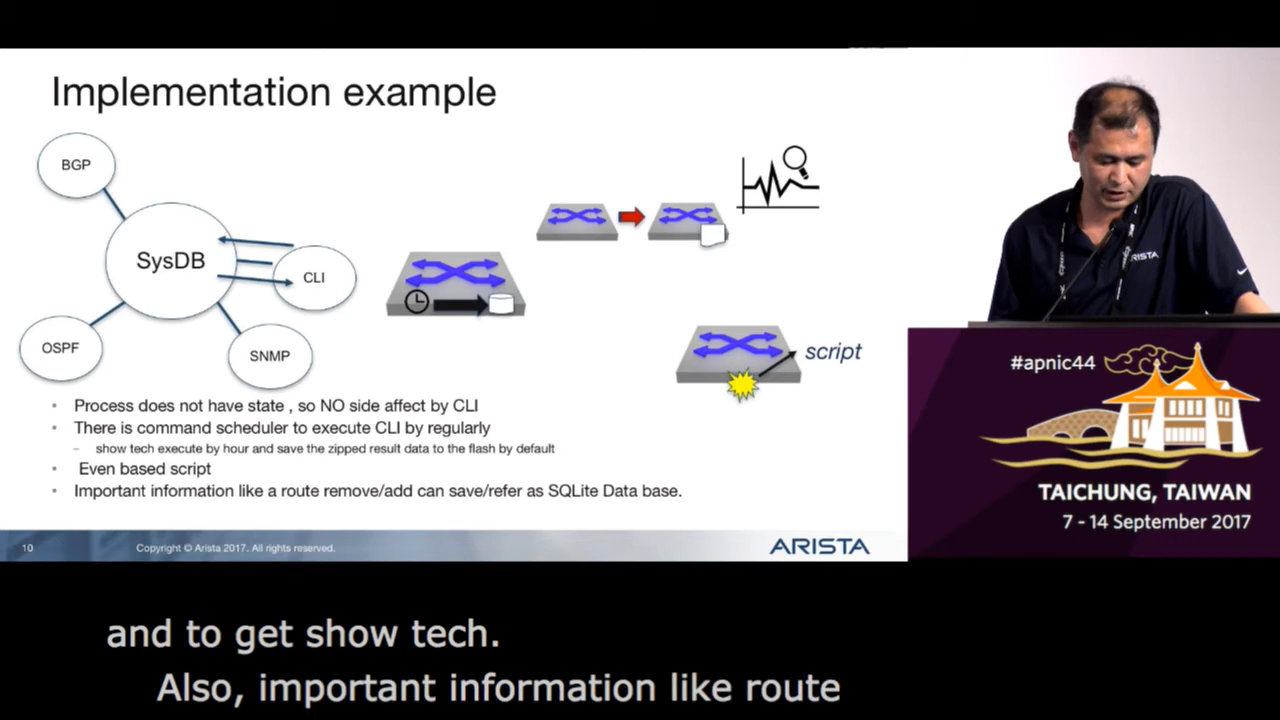 Implementation example
BGP
SysDB
CLI
OSPF
SNMP
script
• Process does not have state , so NO side affect by CLI
• There is command scheduler to execute CLI by regularly
– show tech execute by hour and save the zipped result data to the flash by default
• Even based script
• Important information like a route remove/add can save/refer as SQLite Data base.
10
Copyright © Arista 2017. All rights reserved.
ARISTA
RISTA
#apnic44
TAICHUNG, TAIWAN
7 - 14 September 2017
and to get show tech.
Also, important information like route